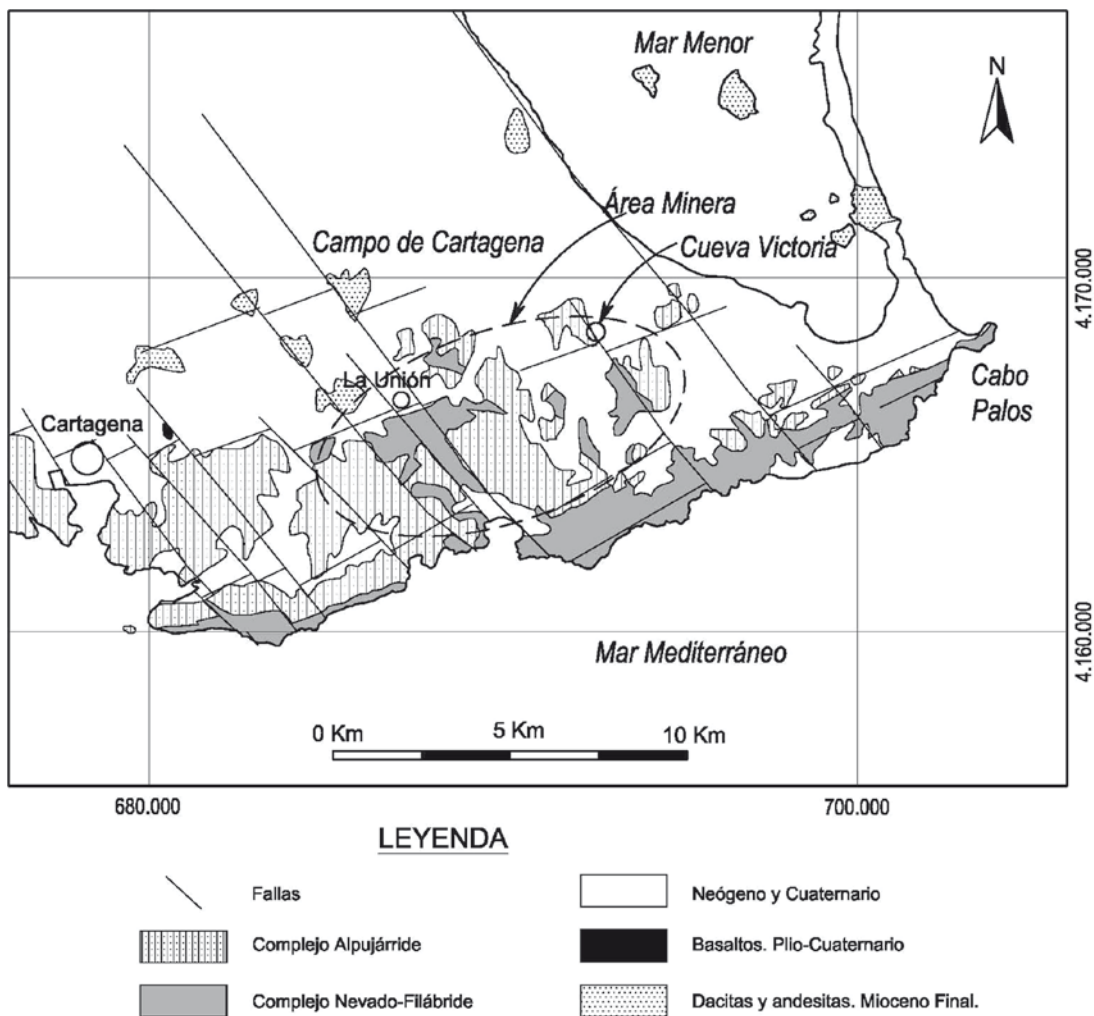 Mar Menor
N
Área Minera
Campo de Cartagena
Cueva Victoria
4.170.000
La Unión
Cabo
Palos
Cartagena
Mar Mediterráneo
4.160.000
0 Km
5 Km
10 Km
680.000
700.000
LEYENDA
Fallas
Neógeno y Cuaternario
Complejo Alpujárride
Basaltos. Plio-Cuaternario
Complejo Nevado-Filábride
Dacitas y andesitas. Mioceno Final.